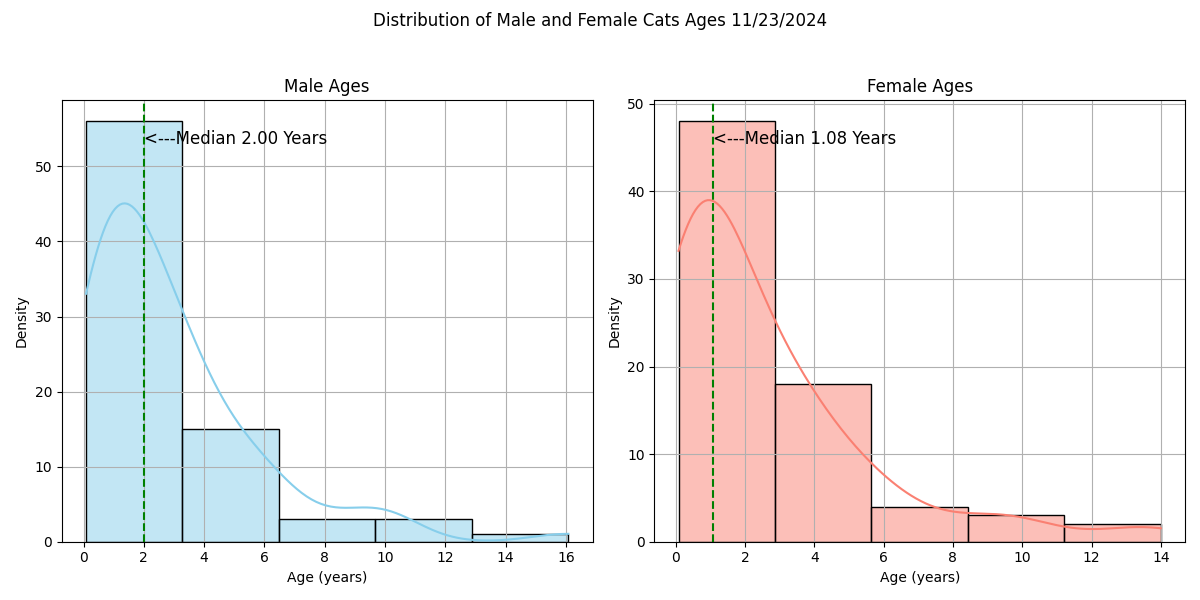 Distribution of Male and Female Cats Ages 11/23/2024
Male Ages
<---Median 2.00 Years
Density
50
40
30
20
10
0
0 2 4 6 8 10 12 14 16
Age (years)
Female Ages
<---Median 1.08 Years
Density
50
40
30
20
10
0
0 2 4 6 8 10 12 14
Age (years)